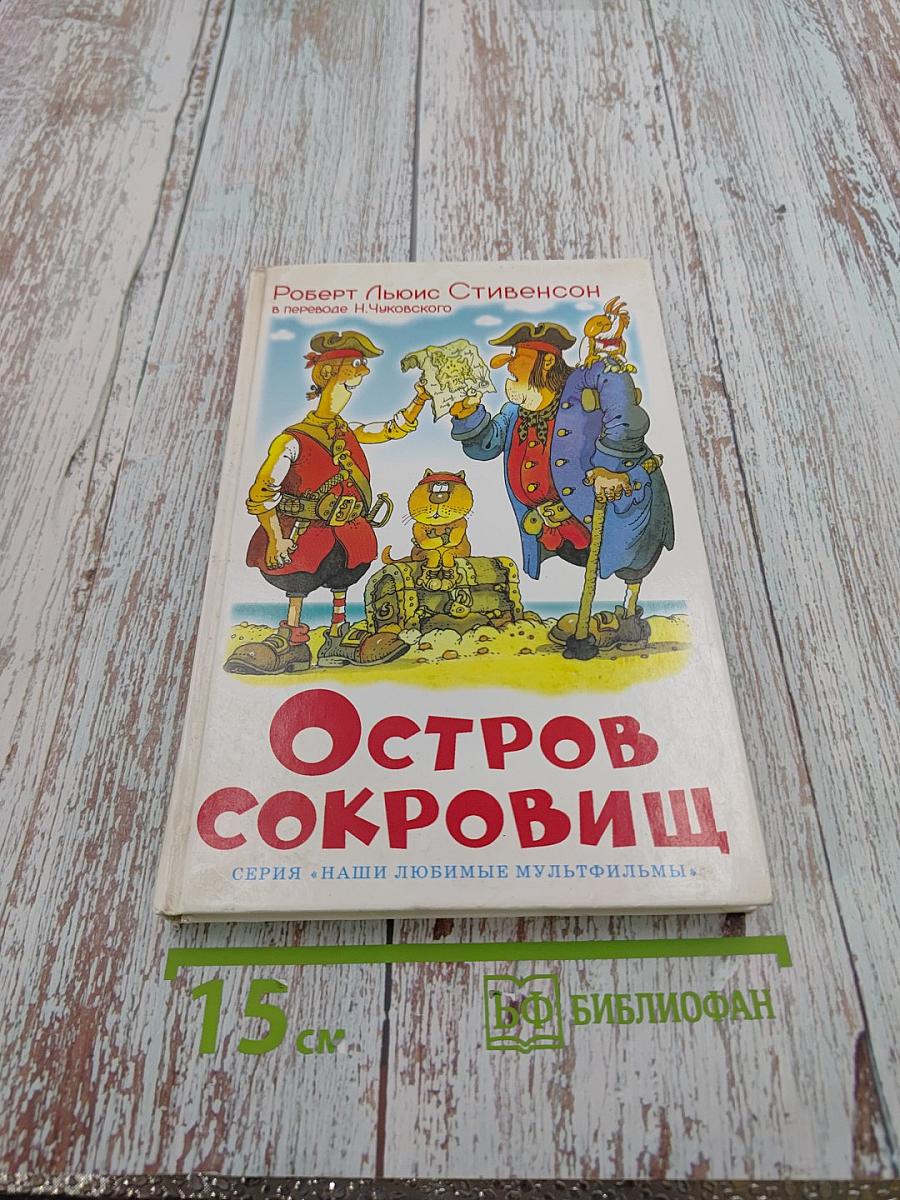 Роберт Льюис Стивенсон
в переводе Н.Чуковского
Остров
сокровищ
серия «Наши любимые мультфильмы»
15 см
БФ БИБЛИОФАН